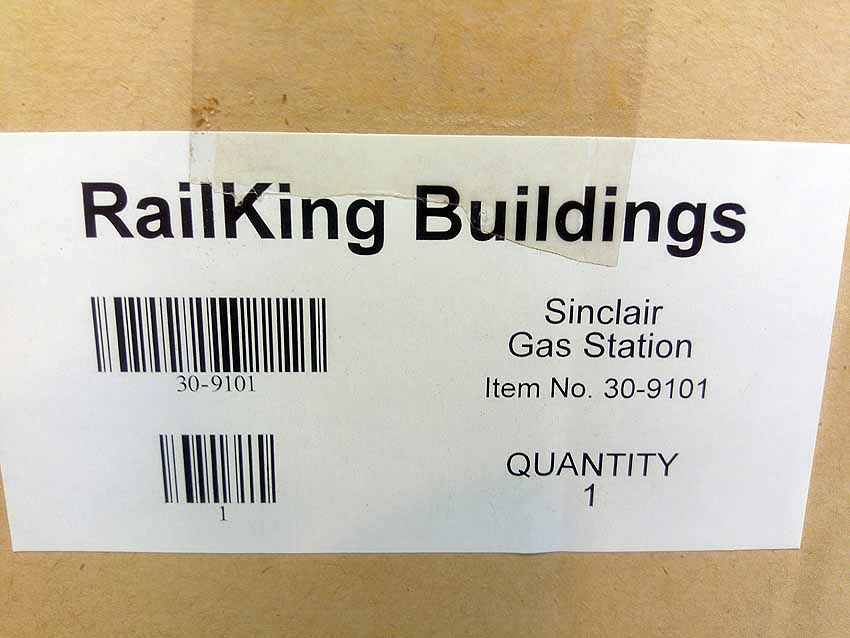 RailKing Buildings
30-9101
Sinclair
Gas Station
Item No. 30-9101
1
QUANTITY
1